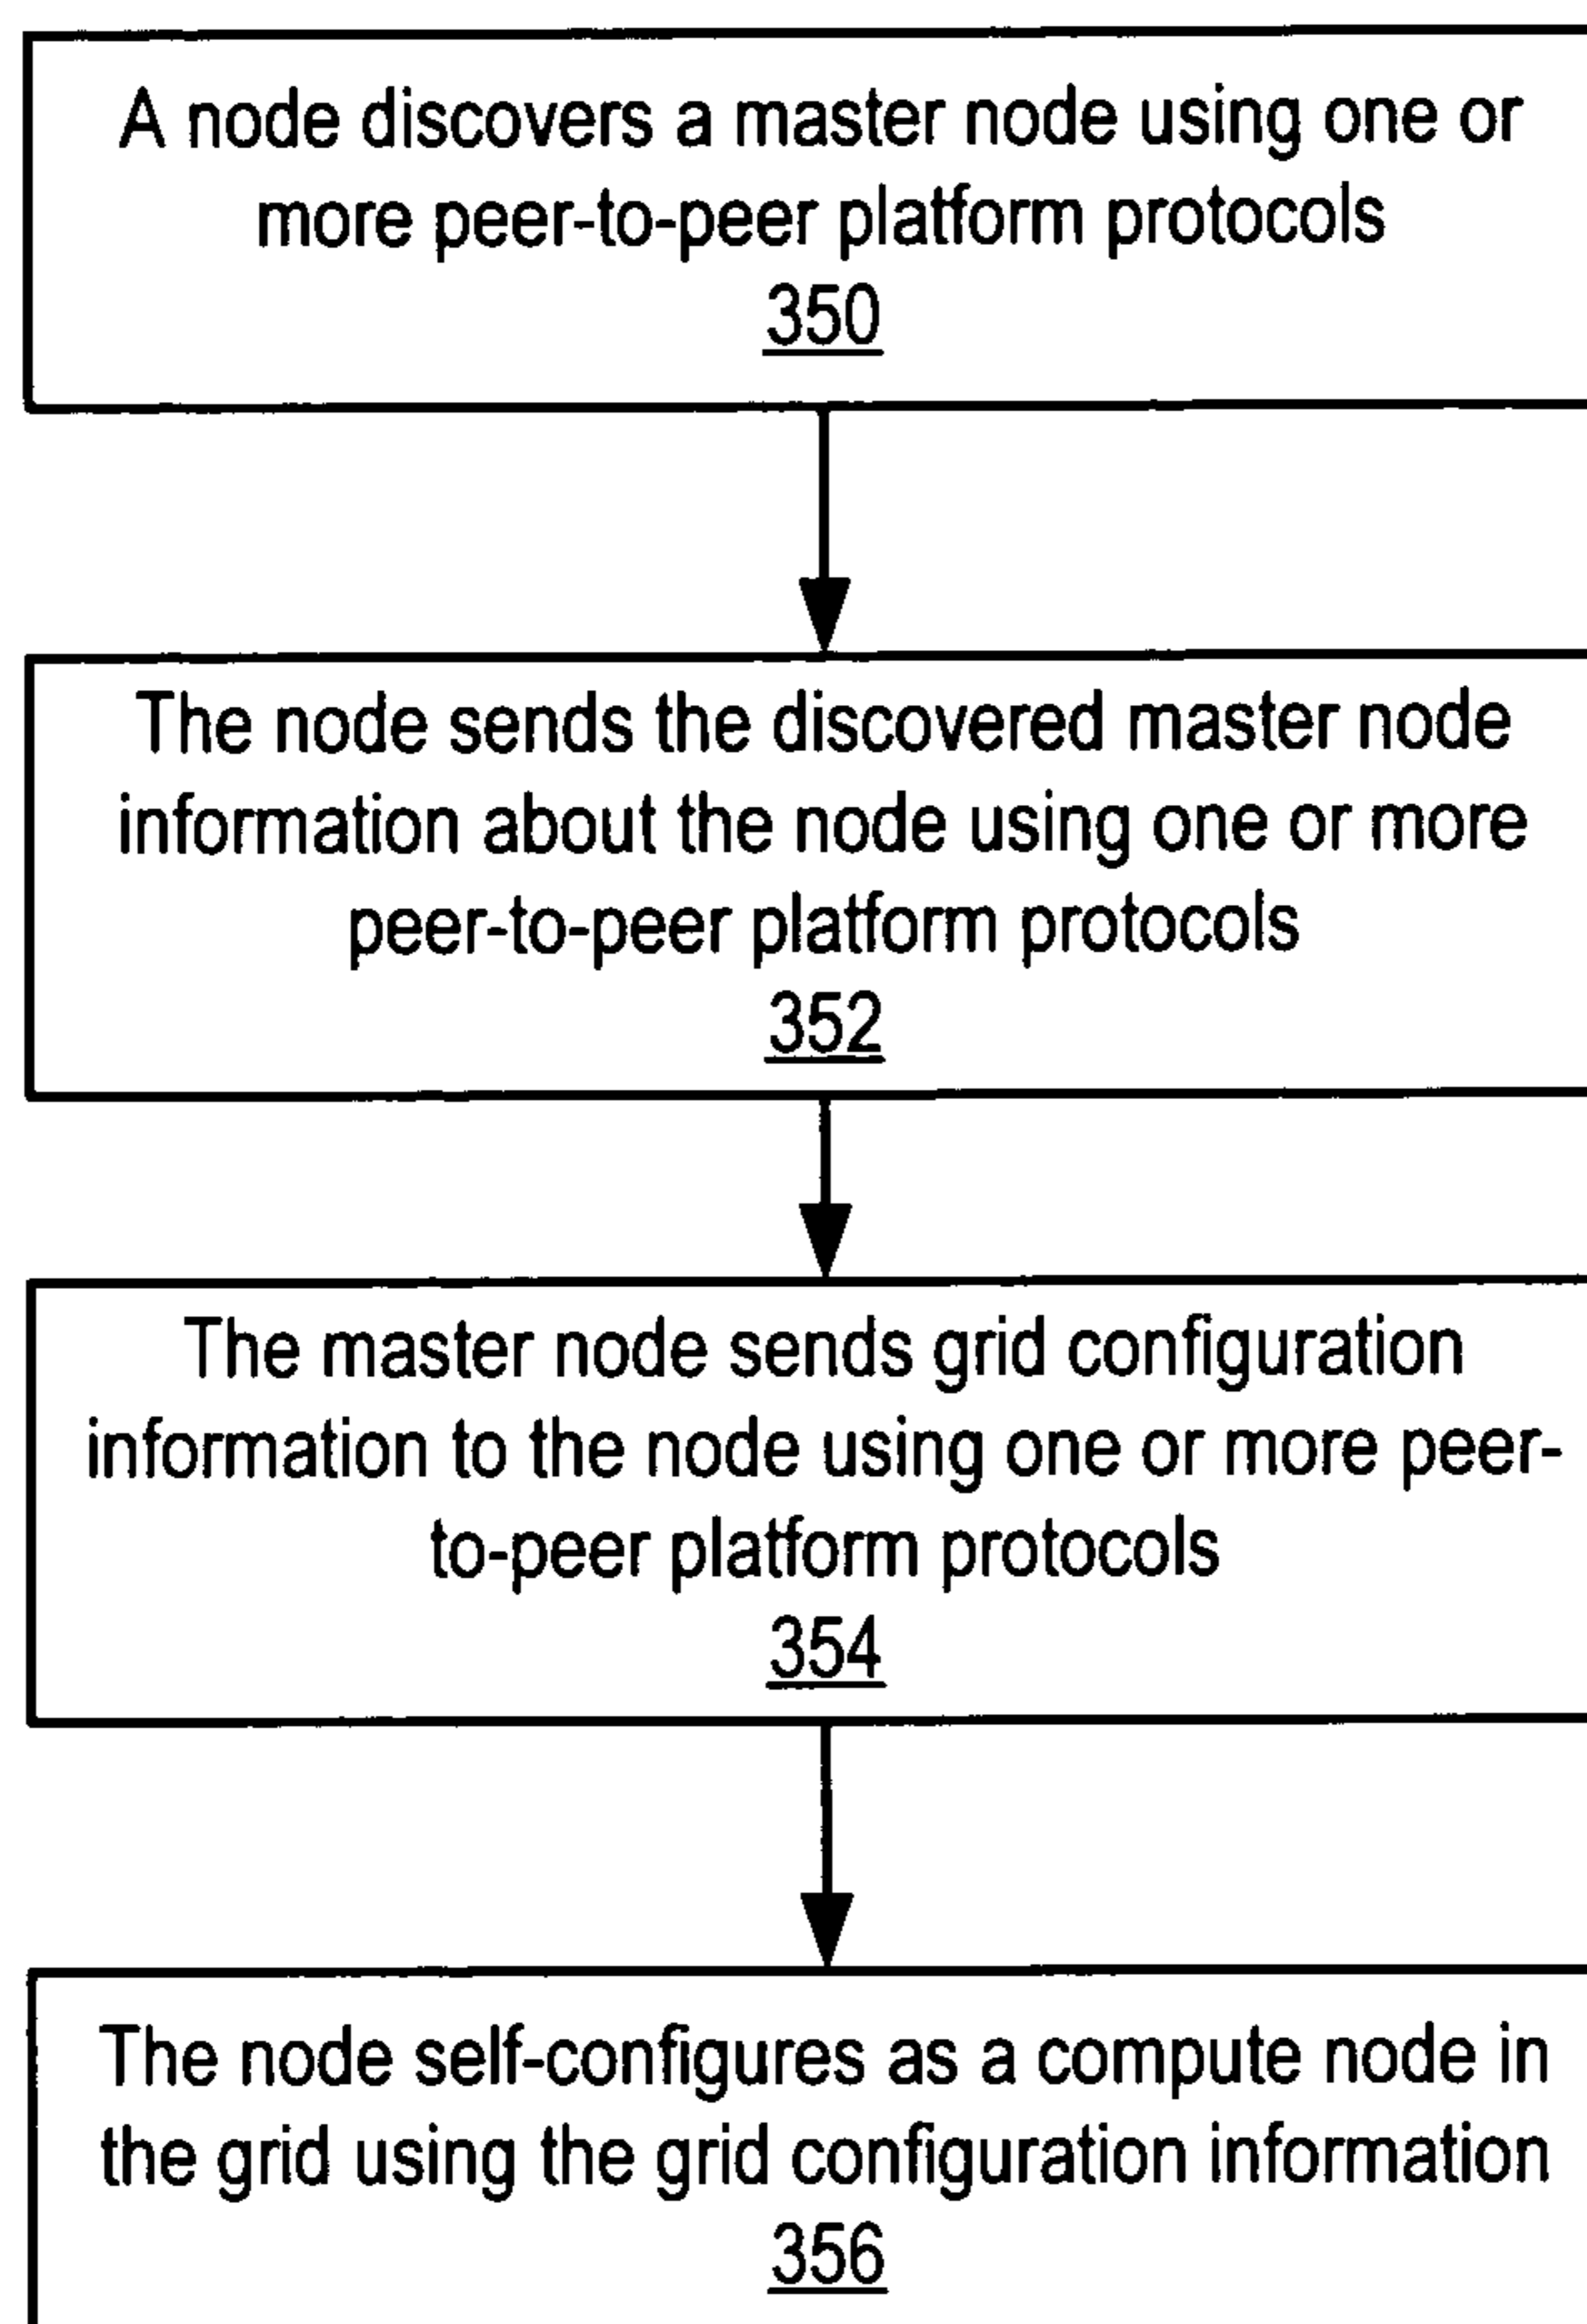 A node discovers a master node using one or
more peer-to-peer platform protocols
350
The node sends the discovered master node
information about the node using one or more
peer-to-peer platform protocols
352
The master node sends grid configuration
information to the node using one or more peer-
to-peer platform protocols
354
The node self-configures as a compute node in
the grid using the grid configuration information
356